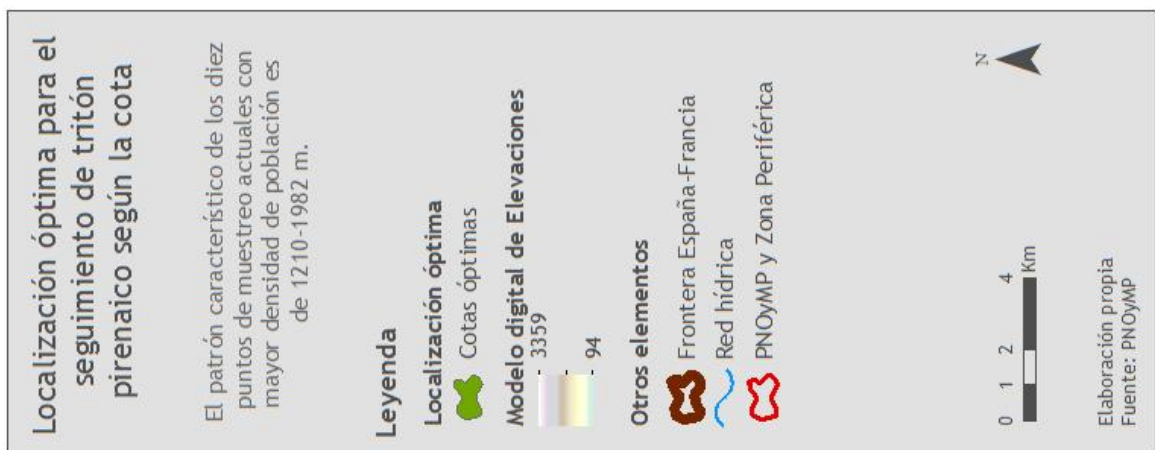 Localización óptima para el
seguimiento de tritón
pirenaico según la cota
El patrón característico de los diez
puntos de muestreo actuales con
mayor densidad de población es
de 1210-1982 m.
Leyenda
Localización óptima
Cotas óptimas
Modelo digital de Elevaciones
3359
94
Otros elementos
Frontera España-Francia
Red hídrica
PNOyMP y Zona Periférica
N
0 1 2 4
Km
Elaboración propia
Fuente: PNOyMP